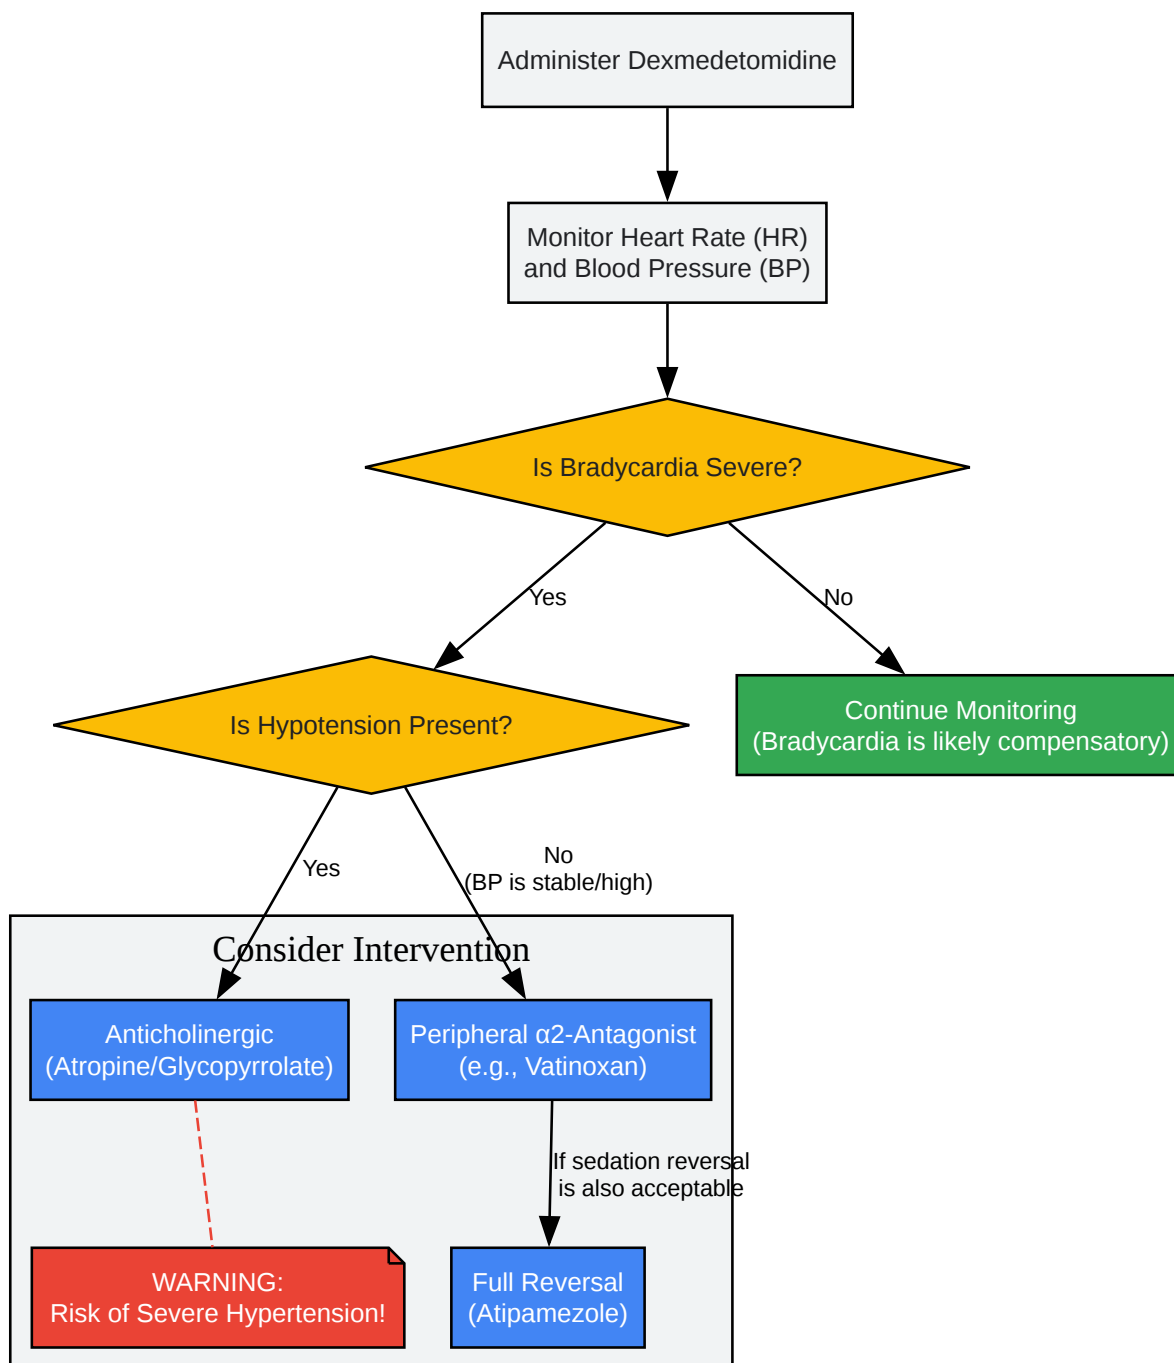 Administer Dexmedetomidine
Monitor Heart Rate (HR)
and Blood Pressure (BP)
Is Bradycardia Severe?
Yes
No
Is Hypotension Present?
Continue Monitoring
(Bradycardia is likely compensatory)
Yes
No
(BP is stable/high)
Consider Intervention
Anticholinergic
(Atropine/Glycopyrrolate)
Peripheral α2-Antagonist
(e.g., Vatinoxan)
If sedation reversal
is also acceptable
WARNING:
Risk of Severe Hypertension!
Full Reversal
(Atipamezole)